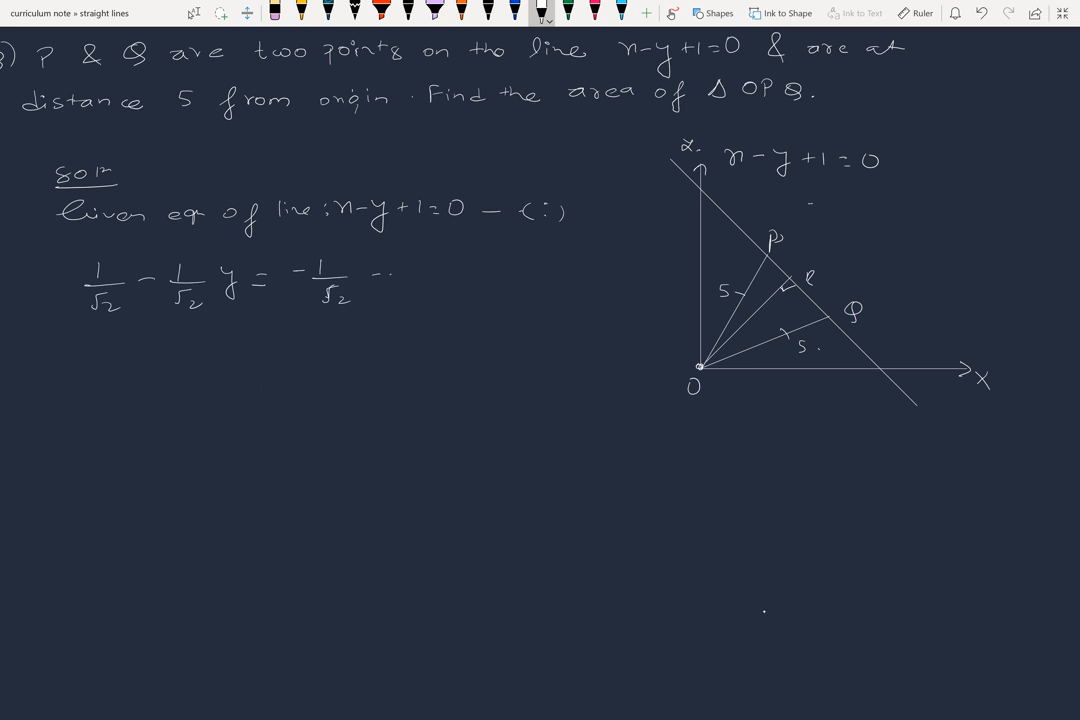 curriculum note » straight lines
Shapes Ink to Shape Ink to Text Ruler
) P & Q are two points on the line x-y+1=0 & are at
distance 5 from origin. Find the area of Δ OPQ.
Sol^n
Given eq^n of line: x-y+1=0 - (i)
1/√2 - 1/√2 y = -1/√2 ...
x-y+1=0
P
5
Q
5.
O
X